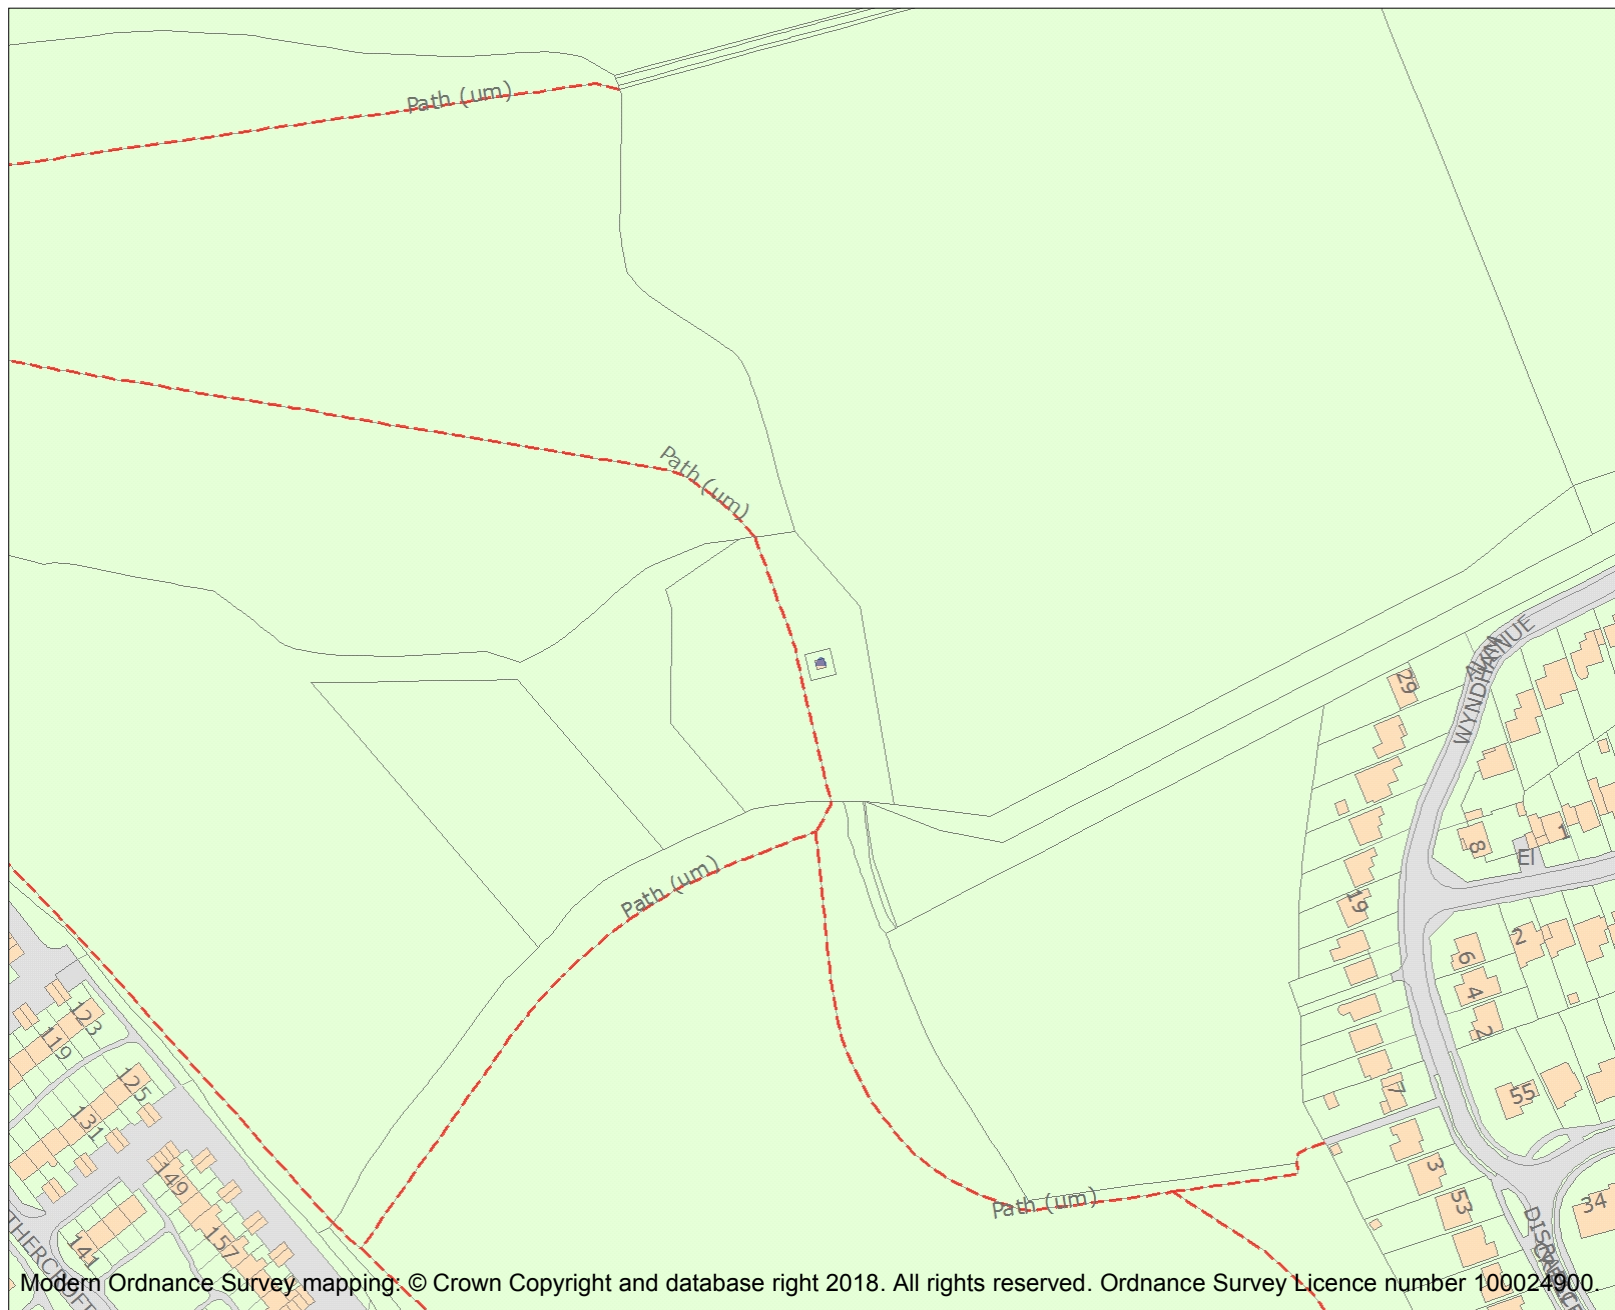 Path (um)
Path (um)
29
WYNDHAM
AVENUE
8
1
El
Path (um)
19
2
6
4
2
123
119
125
131
7
55
149
3
53
34
Path (um)
141
157
Modern Ordnance Survey mapping: © Crown Copyright and database right 2018. All rights reserved. Ordnance Survey Licence number 100024900.